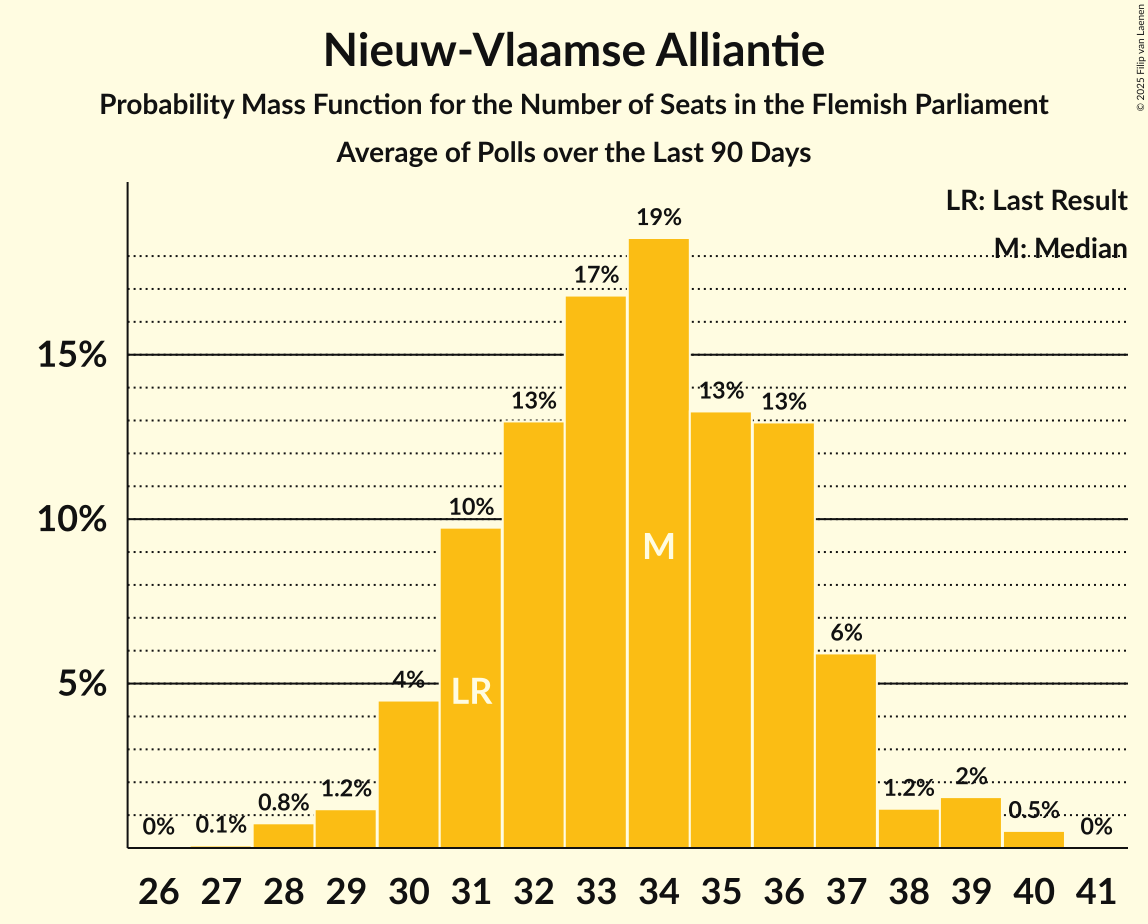 Nieuw-Vlaamse Alliantie
Probability Mass Function for the Number of Seats in the Flemish Parliament
Average of Polls over the Last 90 Days
© 2025 Filip van Laenen
LR: Last Result
M: Median
15%
10%
5%
0%
0.1%
0.8%
1.2%
4%
10%
13%
17%
19%
13%
13%
6%
1.2%
2%
0.5%
0%
LR
M
26 27 28 29 30 31 32 33 34 35 36 37 38 39 40 41